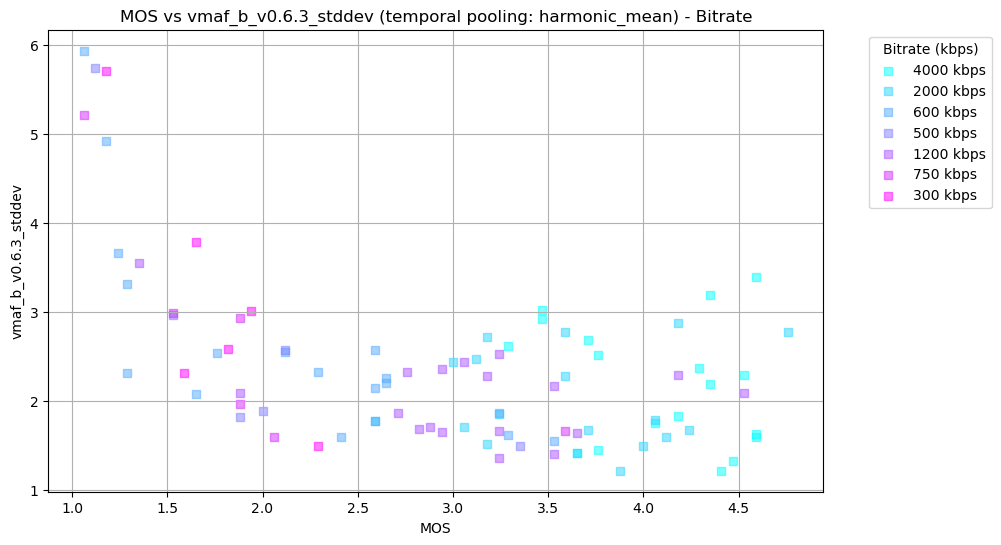 MOS vs vmaf_b_v0.6.3_stddev (temporal pooling: harmonic_mean) - Bitrate
Bitrate (kbps)
4000 kbps
2000 kbps
600 kbps
500 kbps
1200 kbps
750 kbps
300 kbps
vmaf_b_v0.6.3_stddev
6
5
4
3
2
1
1.0 1.5 2.0 2.5 3.0 3.5 4.0 4.5
MOS